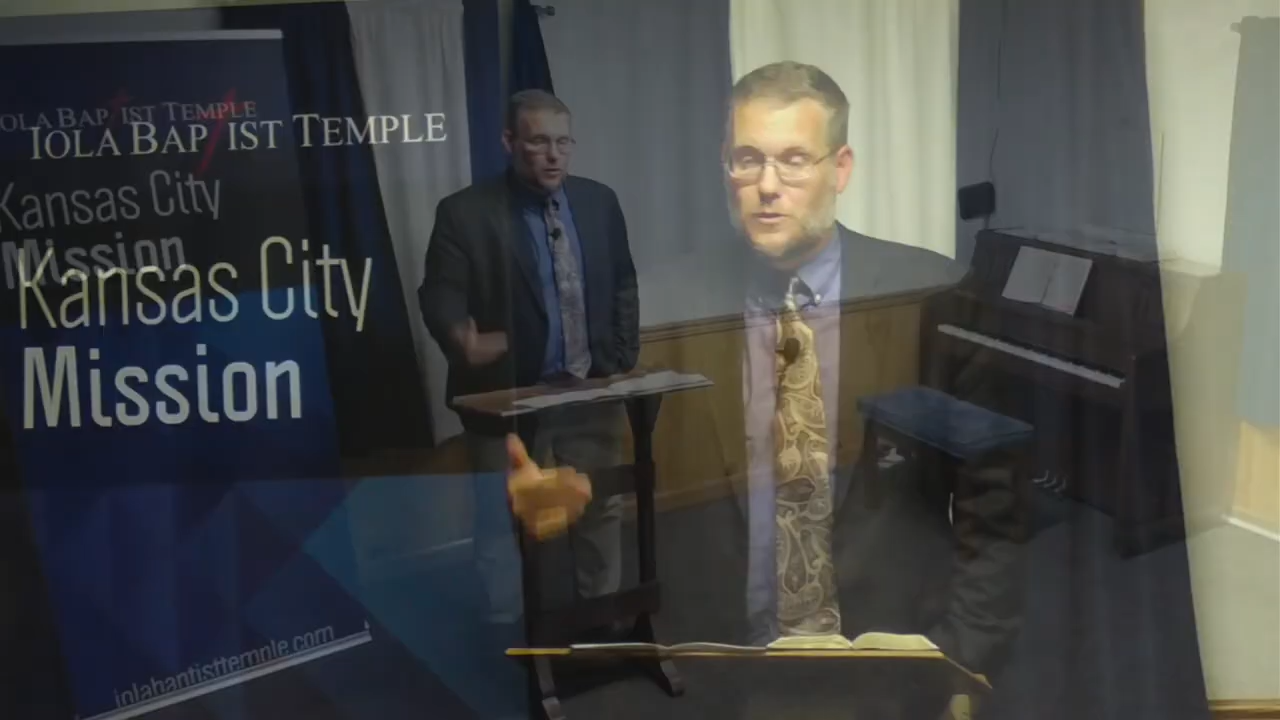 IOLA BAPTIST TEMPLE
IOLA BAPTIST TEMPLE
Kansas City
Mission
Kansas City
Mission
iolabaptisttemple.com